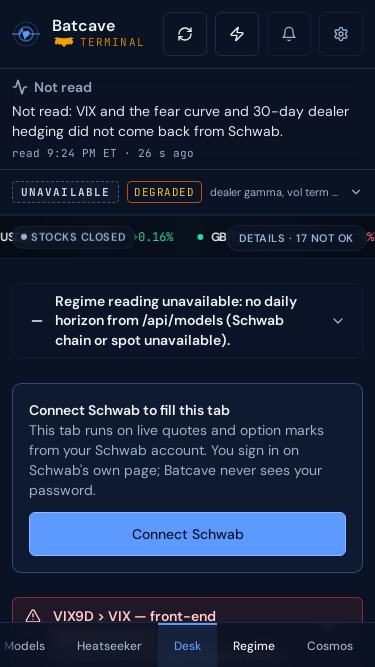 Batcave
TERMINAL
Not read
Not read: VIX and the fear curve and 30-day dealer
hedging did not come back from Schwab.
read 9:24 PM ET · 26 s ago
UNAVAILABLE DEGRADED dealer gamma, vol term ...
US STOCKS CLOSED 0.16% GB DETAILS · 17 NOT OK %
Regime reading unavailable: no daily
horizon from /api/models (Schwab
chain or spot unavailable).
Connect Schwab to fill this tab
This tab runs on live quotes and option marks
from your Schwab account. You sign in on
Schwab's own page; Batcave never sees your
password.
Connect Schwab
VIX9D > VIX — front-end
Models Heatseeker Desk Regime Cosmos